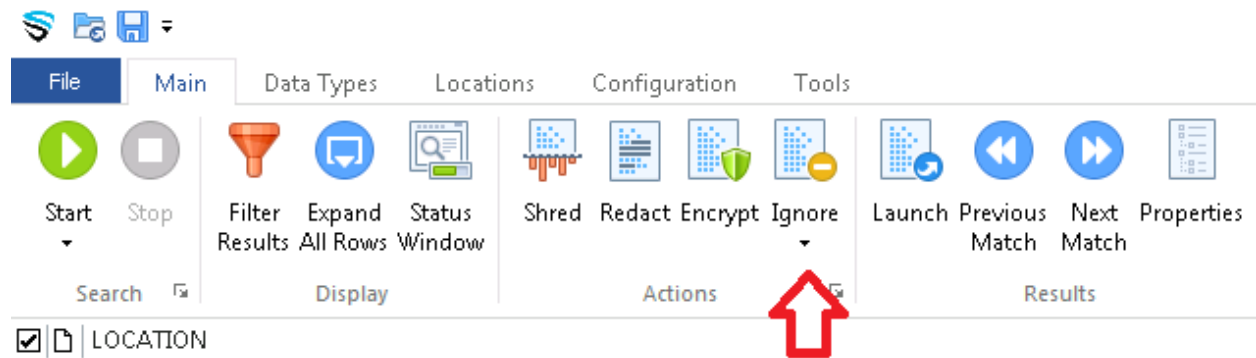 File Main Data Types Locations Configuration Tools
Start Stop Filter Expand Status Shred Redact Encrypt Ignore Launch Previous Next Properties
Results All Rows Window Match Match
Search Display Actions Results
LOCATION